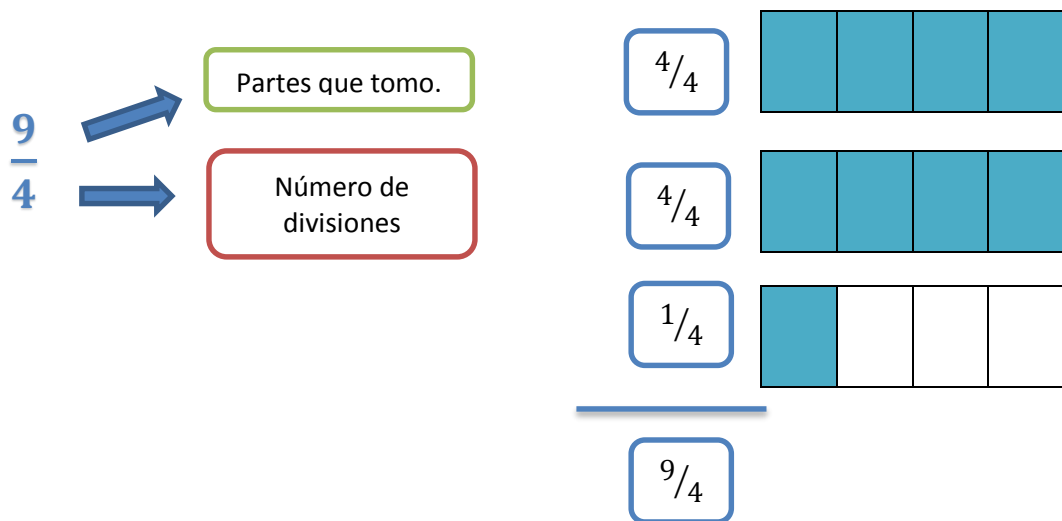 9
4
Partes que tomo.
Número de
divisiones
4/4
4/4
1/4
9/4